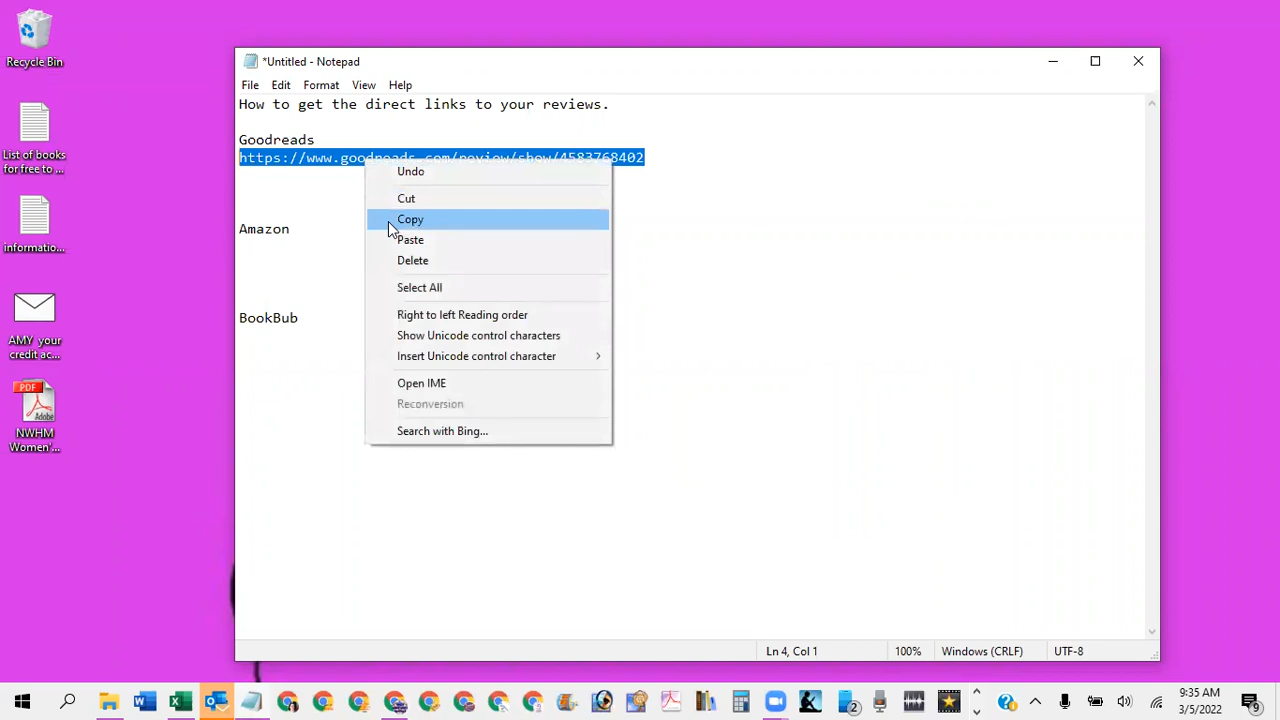 Recycle Bin
List of books
for free to ...
informatio...
AMY your
credit ac...
PDF
Adobe
NWHM
Women'...
*Untitled - Notepad
File Edit Format View Help
How to get the direct links to your reviews.
Goodreads
https://www.goodreads.com/review/show/4583768402
Amazon
BookBub
Undo
Cut
Copy
Paste
Delete
Select All
Right to left Reading order
Show Unicode control characters
Insert Unicode control character
Open IME
Reconversion
Search with Bing...
Ln 4, Col 1 100% Windows (CRLF) UTF-8
2
9:35 AM
3/5/2022
9